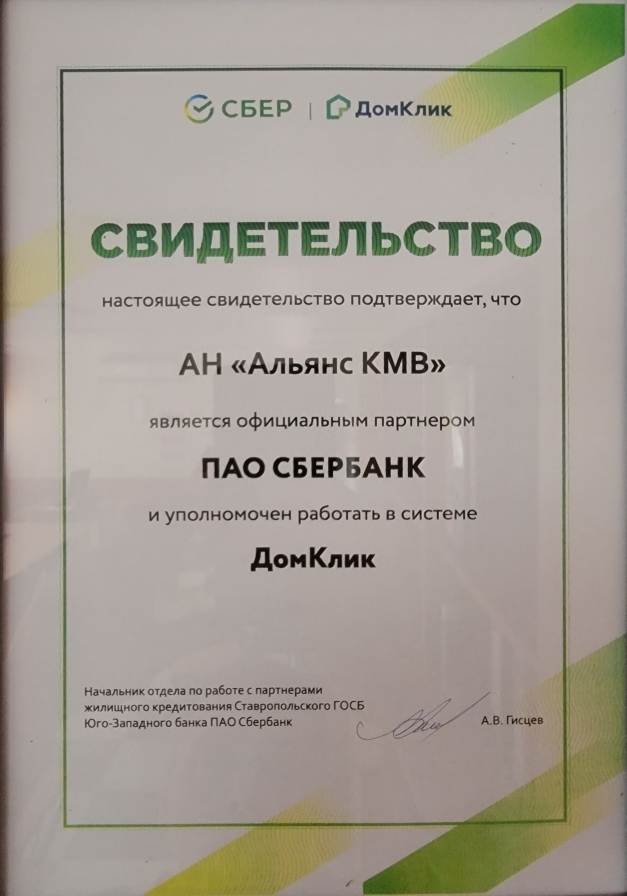 СБЕР | ДомКлик
СВИДЕТЕЛЬСТВО
настоящее свидетельство подтверждает, что
АН «Альянс КМВ»
является официальным партнером
ПАО СБЕРБАНК
и уполномочен работать в системе
ДомКлик
Начальник отдела по работе с партнерами
жилищного кредитования Ставропольского ГОСБ
Юго-Западного банка ПАО Сбербанк
А.В. Гисцев